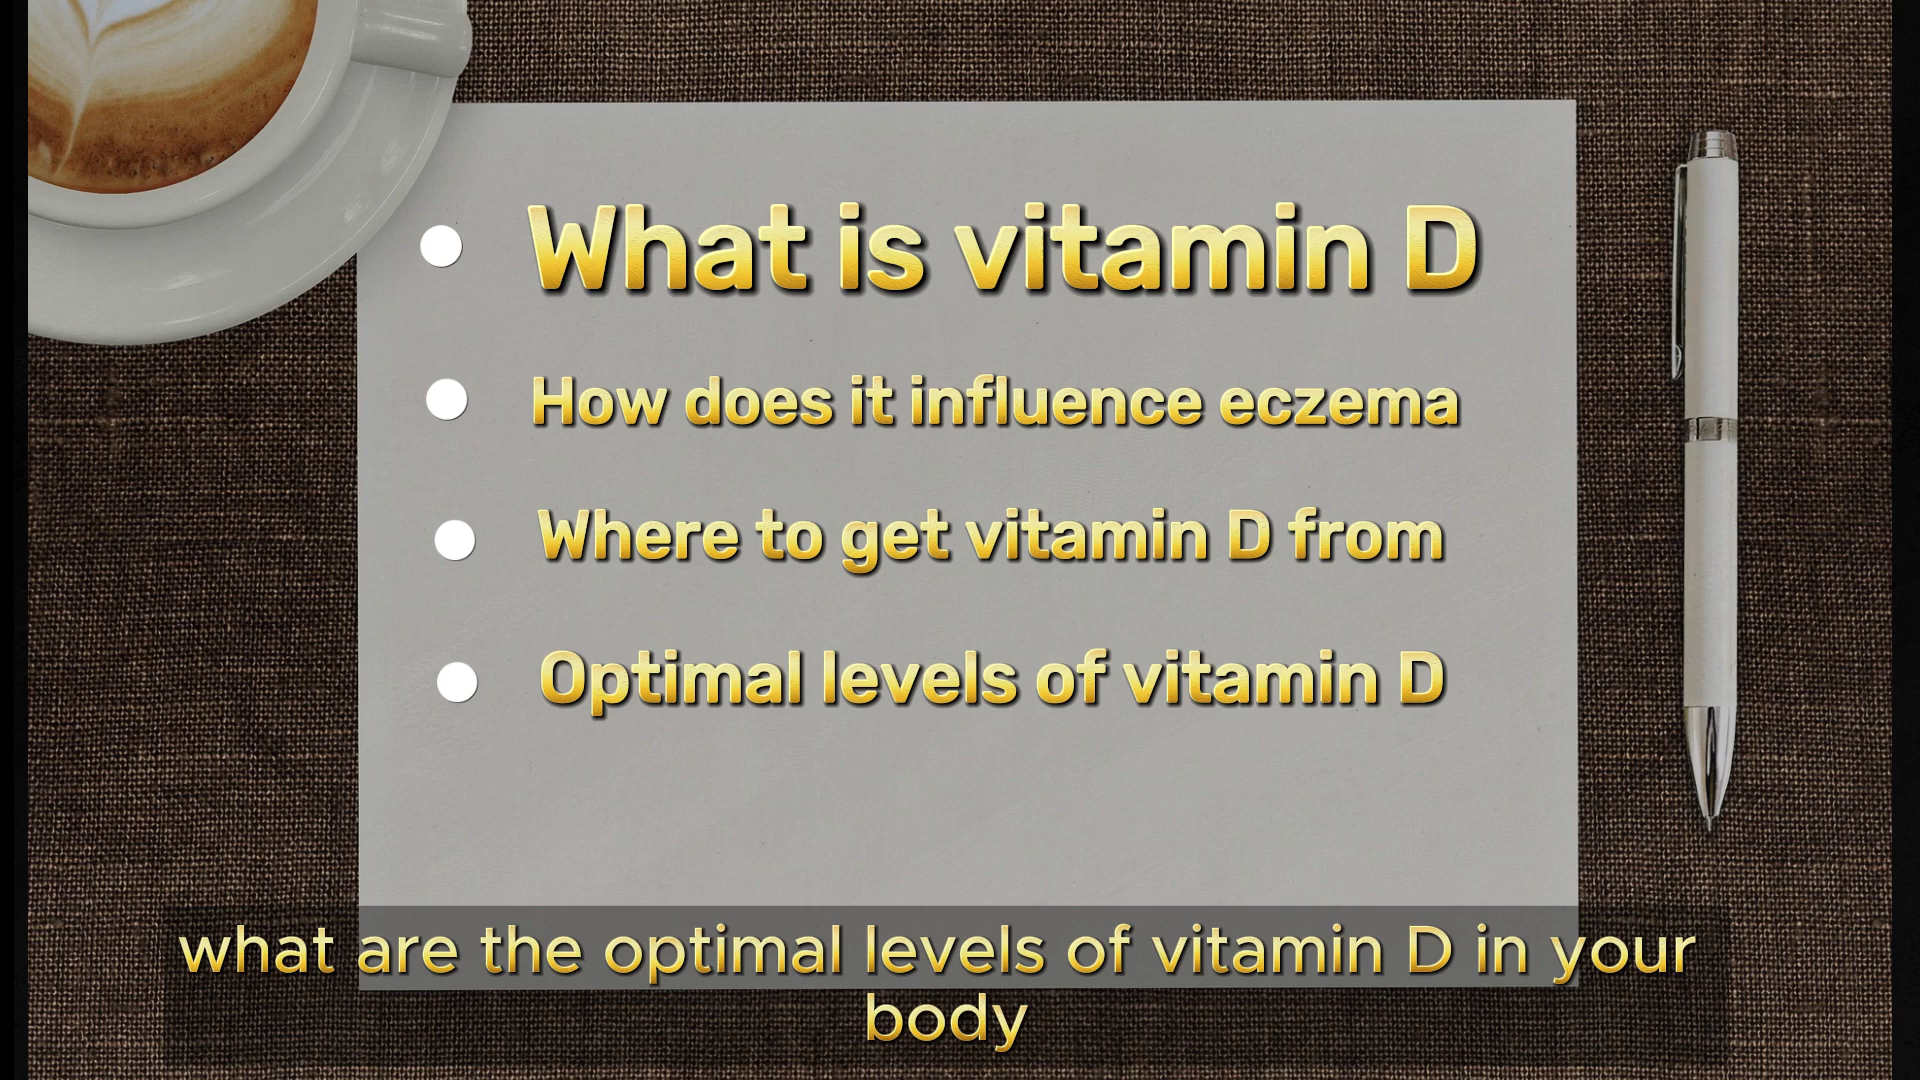 What is vitamin D
How does it influence eczema
Where to get vitamin D from
Optimal levels of vitamin D
what are the optimal levels of vitamin D in your
body